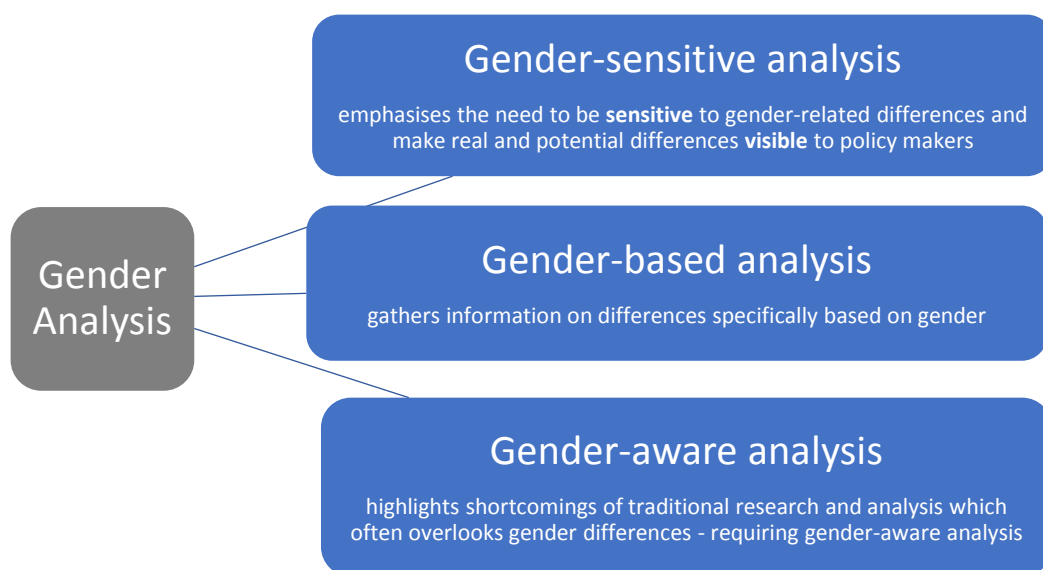 Gender-sensitive analysis
emphasises the need to be sensitive to gender-related differences and
make real and potential differences visible to policy makers
Gender
Analysis
Gender-based analysis
gathers information on differences specifically based on gender
Gender-aware analysis
highlights shortcomings of traditional research and analysis which
often overlooks gender differences - requiring gender-aware analysis